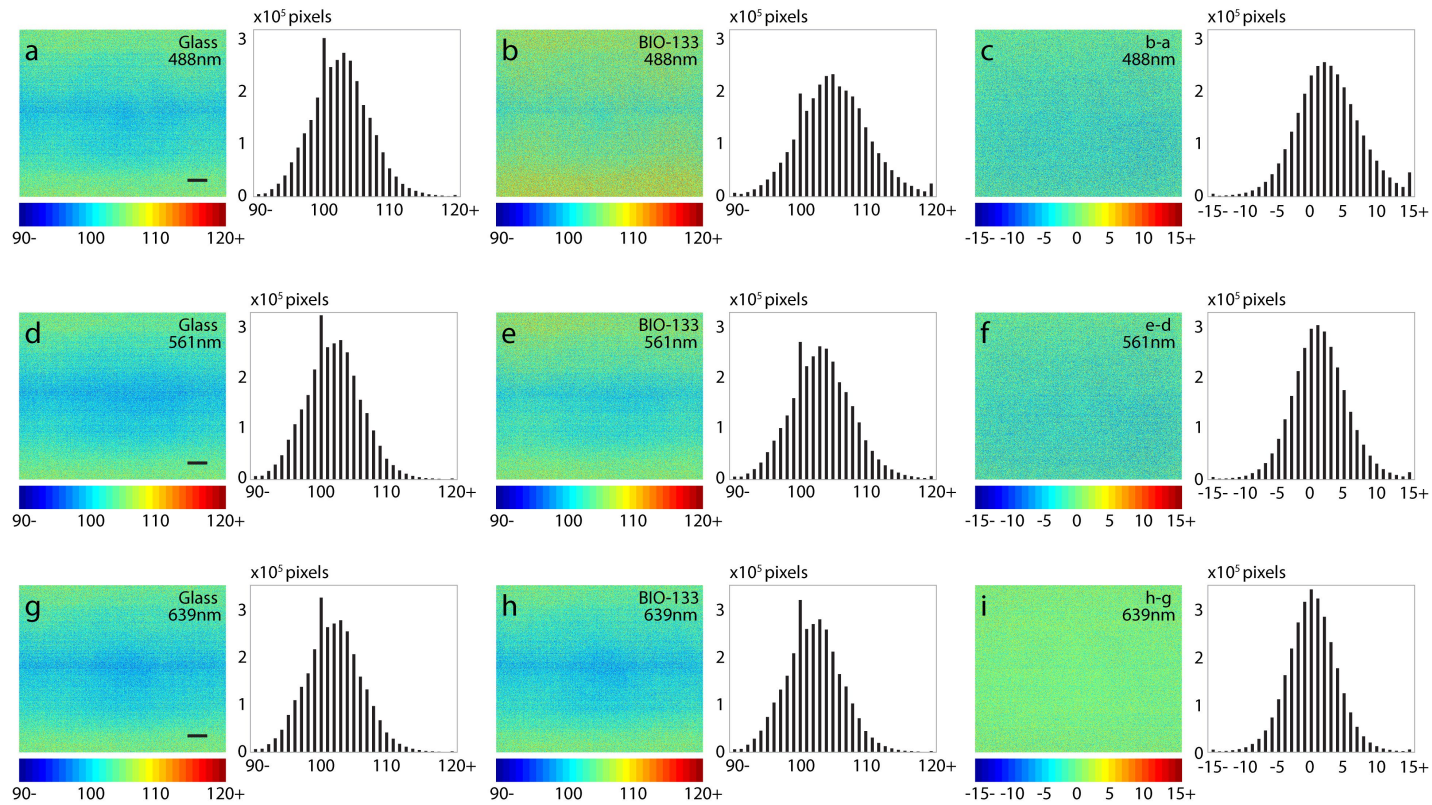 x10⁵ pixels
a Glass
488nm
3
2
1
0
90- 100 110 120+
90- 100 110 120+
x10⁵ pixels
b BIO-133
488nm
3
2
1
0
90- 100 110 120+
90- 100 110 120+
x10⁵ pixels
c b-a
488nm
3
2
1
0
-15- -10 -5 0 5 10 15+
-15- -10 -5 0 5 10 15+
x10⁵ pixels
d Glass
561nm
3
2
1
0
90- 100 110 120+
90- 100 110 120+
x10⁵ pixels
e BIO-133
561nm
3
2
1
0
90- 100 110 120+
90- 100 110 120+
x10⁵ pixels
f e-d
561nm
3
2
1
0
-15- -10 -5 0 5 10 15+
-15- -10 -5 0 5 10 15+
x10⁵ pixels
g Glass
639nm
3
2
1
0
90- 100 110 120+
90- 100 110 120+
x10⁵ pixels
h BIO-133
639nm
3
2
1
0
90- 100 110 120+
90- 100 110 120+
x10⁵ pixels
i h-g
639nm
3
2
1
0
-15- -10 -5 0 5 10 15+
-15- -10 -5 0 5 10 15+